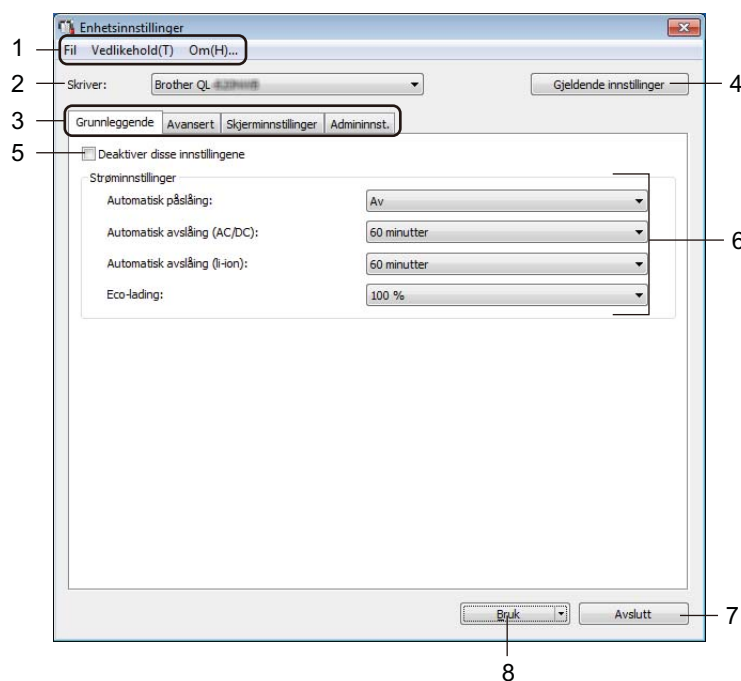 Enhetsinnstillinger
1 Fil Vedlikehold(T) Om(H)...
2 Skriver: Brother QL Gjeldende innstillinger 4
3 Grunnleggende Avansert Skjerminnstillinger Admininnst.
5 Deaktiver disse innstillingene
Strøminnstillinger
Automatisk påslåing: Av
Automatisk avslåing (AC/DC): 60 minutter
6
Automatisk avslåing (li-ion): 60 minutter
Eco-lading: 100 %
Bruk Avslutt 7
8